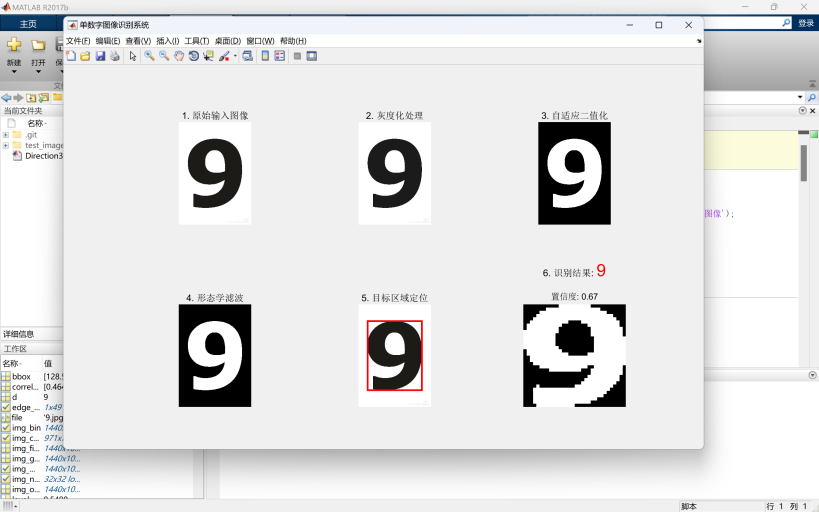 MATLAB R2017b
主页
登录
新建
打开
单数字图像识别系统
文件(F) 编辑(E) 查看(V) 插入(I) 工具(T) 桌面(D) 窗口(W) 帮助(H)
当前文件夹
名称
.git
test_image
Direction3
1. 原始输入图像
2. 灰度化处理
3. 自适应二值化
9
9
9
图像');
6. 识别结果: 9
置信度: 0.67
4. 形态学滤波
5. 目标区域定位
9
9
9
详细信息
工作区
名称 值
bbox [128.5
correl... [0.464
d 9
edge_... 1x49
file '9.jpg
img_bin 1440
img_c... 971x
img_fi... 1440x10...
img_g... 1440x10...
img_... 1440x10...
img_n... 32x32 lo...
img_o... 1440x10...
脚本
行 1 列 1